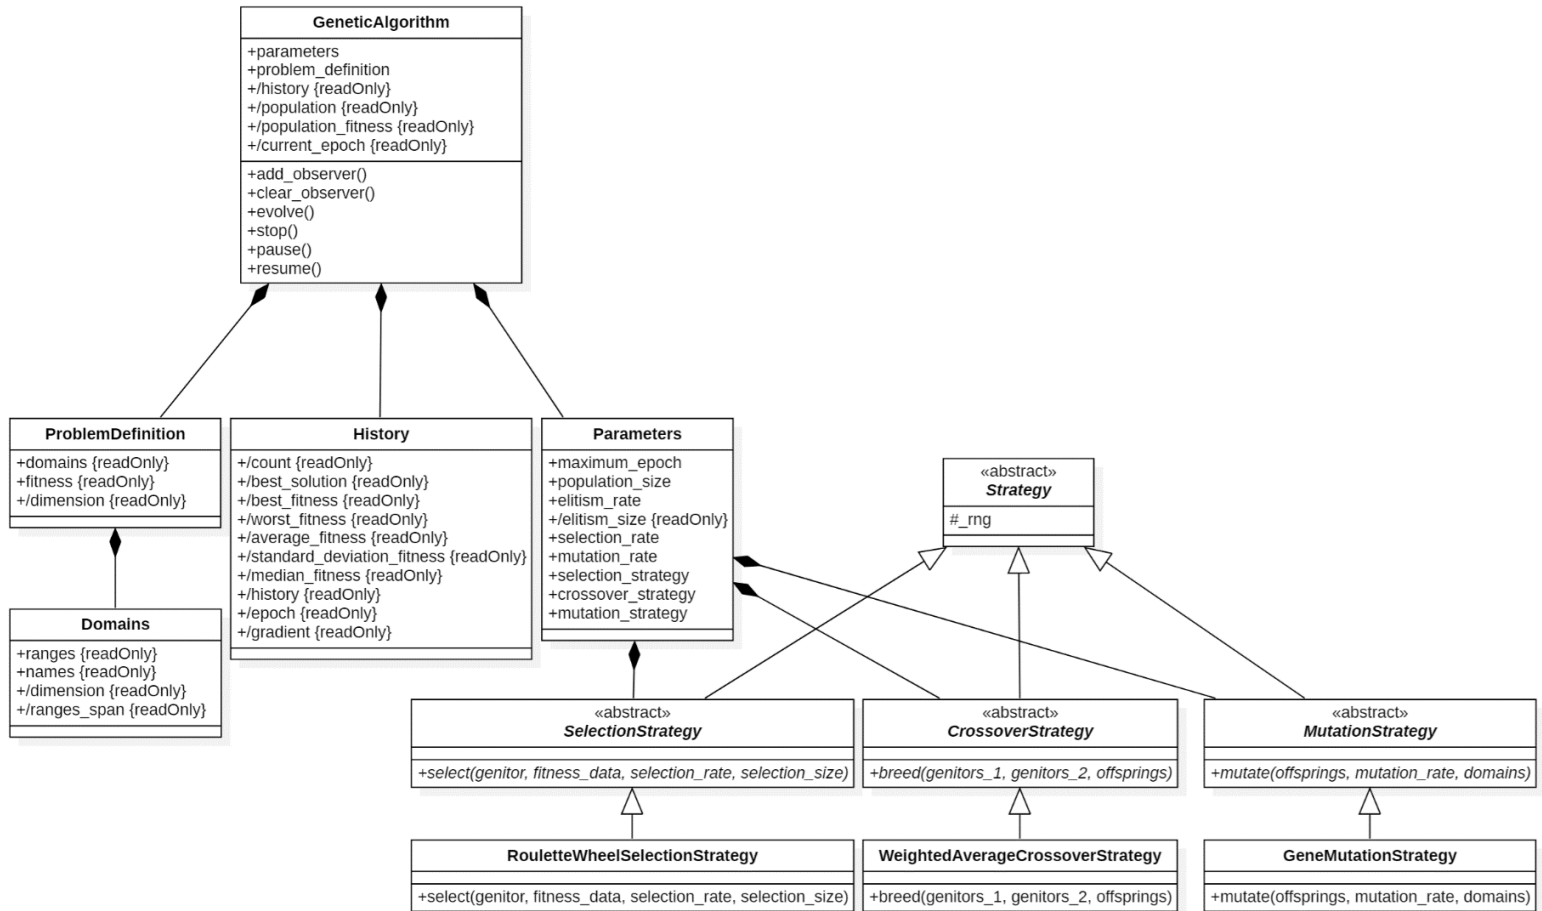 GeneticAlgorithm
+parameters
+problem_definition
+/history {readOnly}
+/population {readOnly}
+/population_fitness {readOnly}
+/current_epoch {readOnly}
+add_observer()
+clear_observer()
+evolve()
+stop()
+pause()
+resume()
ProblemDefinition
+domains {readOnly}
+fitness {readOnly}
+/dimension {readOnly}
History
+/count {readOnly}
+/best_solution {readOnly}
+/best_fitness {readOnly}
+/worst_fitness {readOnly}
+/average_fitness {readOnly}
+/standard_deviation_fitness {readOnly}
+/median_fitness {readOnly}
+/history {readOnly}
+/epoch {readOnly}
+/gradient {readOnly}
Parameters
+maximum_epoch
+population_size
+elitism_rate
+/elitism_size {readOnly}
+selection_rate
+mutation_rate
+selection_strategy
+crossover_strategy
+mutation_strategy
«abstract»
Strategy
#_rng
Domains
+ranges {readOnly}
+names {readOnly}
+/dimension {readOnly}
+/ranges_span {readOnly}
«abstract»
SelectionStrategy
+select(genitor, fitness_data, selection_rate, selection_size)
«abstract»
CrossoverStrategy
+breed(genitors_1, genitors_2, offsprings)
«abstract»
MutationStrategy
+mutate(offsprings, mutation_rate, domains)
RouletteWheelSelectionStrategy
+select(genitor, fitness_data, selection_rate, selection_size)
WeightedAverageCrossoverStrategy
+breed(genitors_1, genitors_2, offsprings)
GeneMutationStrategy
+mutate(offsprings, mutation_rate, domains)